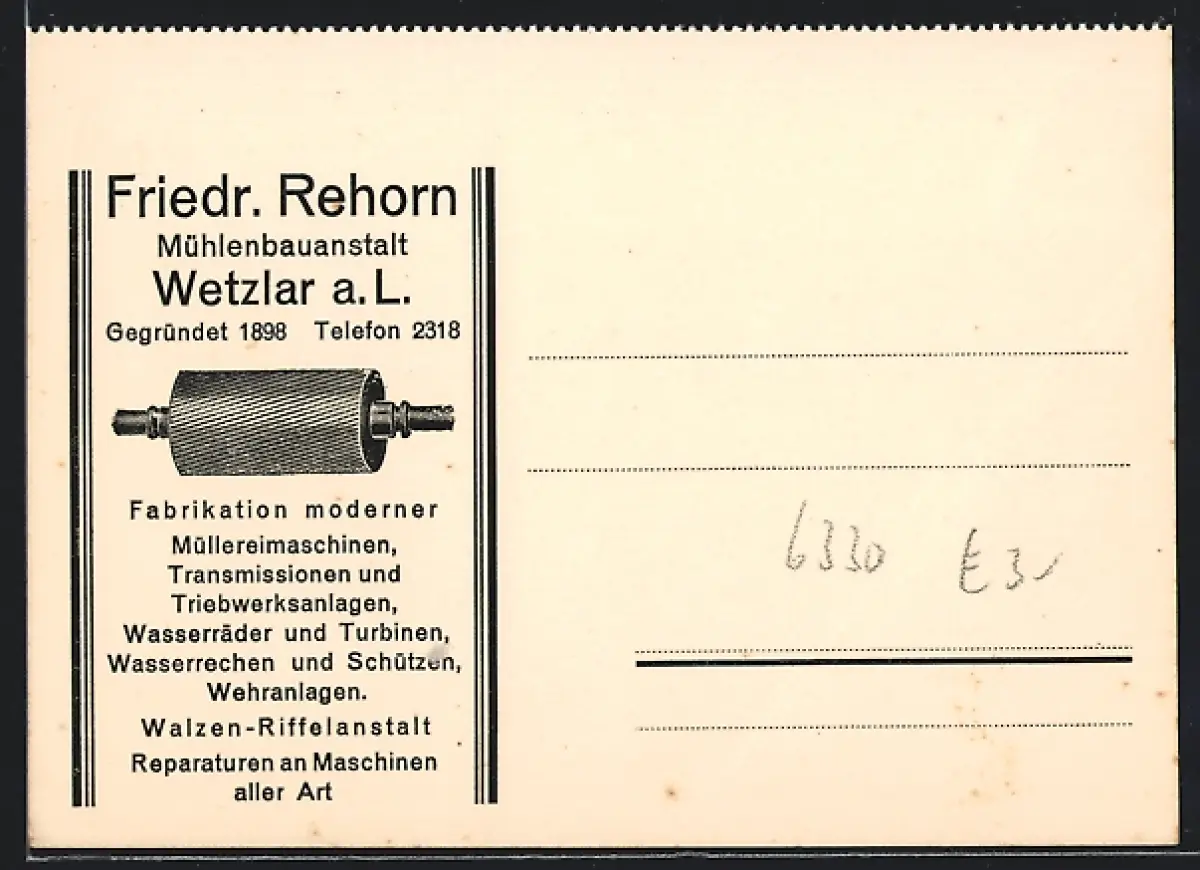 Friedr. Rehorn
Mühlenbauanstalt
Wetzlar a. L.
Gegründet 1898 Telefon 2318
Fabrikation moderner
Müllereimaschinen,
Transmissionen und
Triebwerksanlagen,
Wasserräder und Turbinen,
Wasserrechen und Schützen,
Wehranlagen.
Walzen-Riffelanstalt
Reparaturen an Maschinen
aller Art
6330